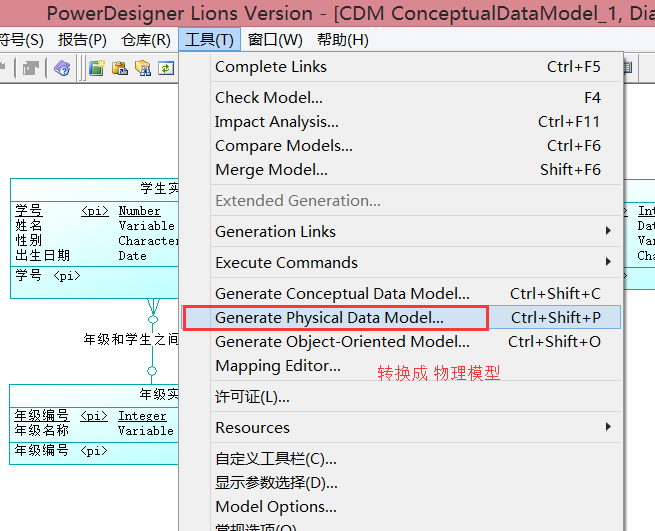 PowerDesigner Lions Version - [CDM ConceptualDataModel_1, Dia
符号(S) 报告(P) 仓库(R) 工具(T) 窗口(W) 帮助(H)
Complete Links Ctrl+F5
Check Model... F4
Impact Analysis... Ctrl+F11
Compare Models... Ctrl+F6
Merge Model... Shift+F6
Extended Generation...
Generation Links
Execute Commands
Generate Conceptual Data Model... Ctrl+Shift+C
Generate Physical Data Model... Ctrl+Shift+P
Generate Object-Oriented Model... Ctrl+Shift+O
Mapping Editor...
转换成 物理模型
许可证(L)...
Resources
自定义工具栏(C)...
显示参数选择(D)...
Model Options...
常规选项(O)
学生实
学号 <pi> Number
姓名 Variable
性别 Character
出生日期 Date
学号 <pi>
年级和学生之间
年级实
年级编号 <pi> Integer
年级名称 Variable
年级编号 <pi>
Int
Dat
Var
Cha